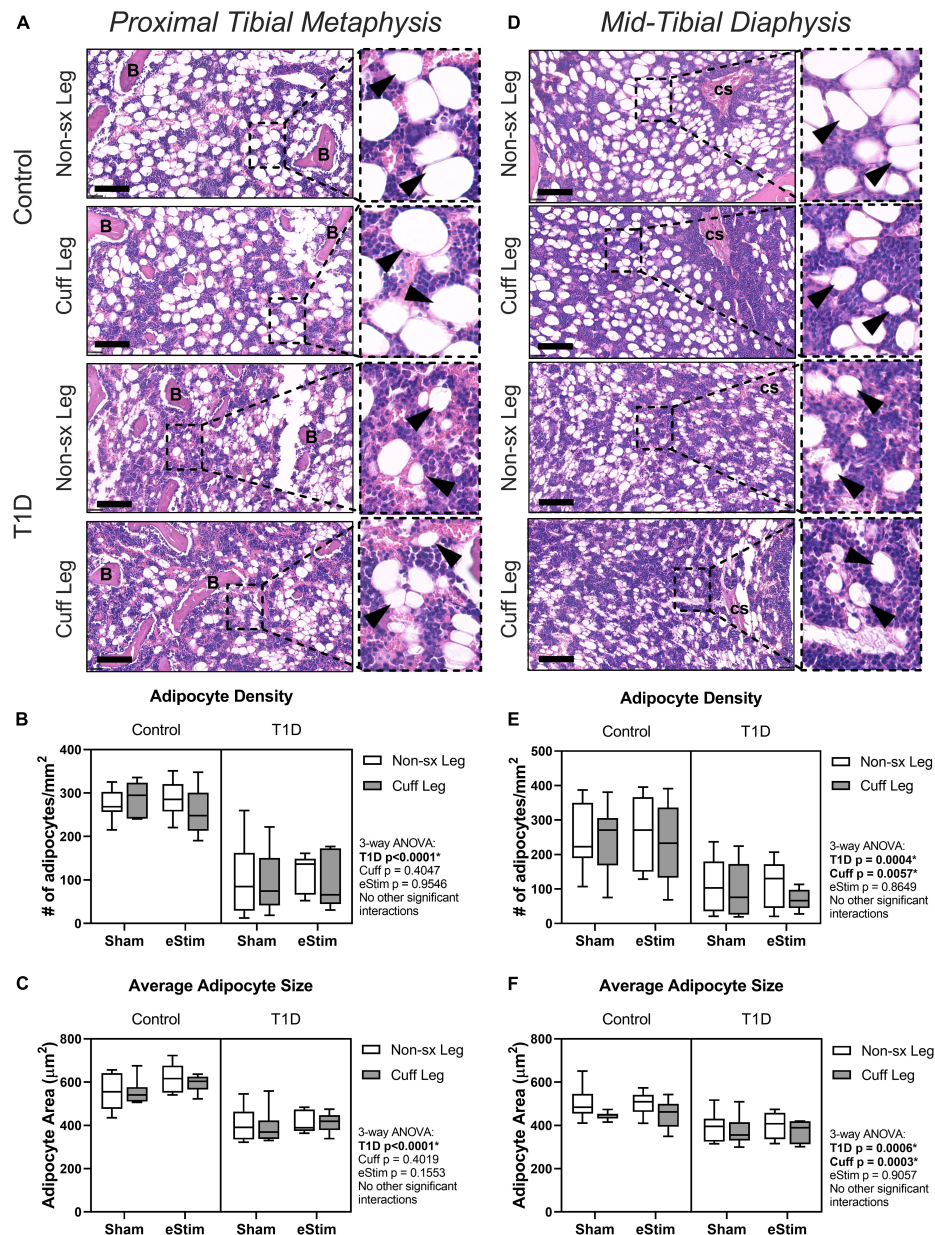 A Proximal Tibial Metaphysis
Control
Non-sx Leg
B
B
Cuff Leg
B
B
T1D
Non-sx Leg
B
B
Cuff Leg
B
B
D Mid-Tibial Diaphysis
cs
cs
cs
cs
B
Adipocyte Density
Control T1D
# of adipocytes/mm²
400
300
200
100
0
Sham eStim Sham eStim
Non-sx Leg
Cuff Leg
3-way ANOVA:
T1D p<0.0001*
Cuff p = 0.4047
eStim p = 0.9546
No other significant
interactions
E
Adipocyte Density
Control T1D
# of adipocytes/mm²
500
400
300
200
100
0
Sham eStim Sham eStim
Non-sx Leg
Cuff Leg
3-way ANOVA:
T1D p = 0.0004*
Cuff p = 0.0057*
eStim p = 0.8649
No other significant
interactions
C
Average Adipocyte Size
Control T1D
Adipocyte Area (μm²)
800
600
400
200
0
Sham eStim Sham eStim
Non-sx Leg
Cuff Leg
3-way ANOVA:
T1D p<0.0001*
Cuff p = 0.4019
eStim p = 0.1553
No other significant
interactions
F
Average Adipocyte Size
Control T1D
Adipocyte Area (μm²)
800
600
400
200
0
Sham eStim Sham eStim
Non-sx Leg
Cuff Leg
3-way ANOVA:
T1D p = 0.0006*
Cuff p = 0.0003*
eStim p = 0.9057
No other significant
interactions
Non-sx Leg
Cuff Leg
Non-sx Leg
Cuff Leg